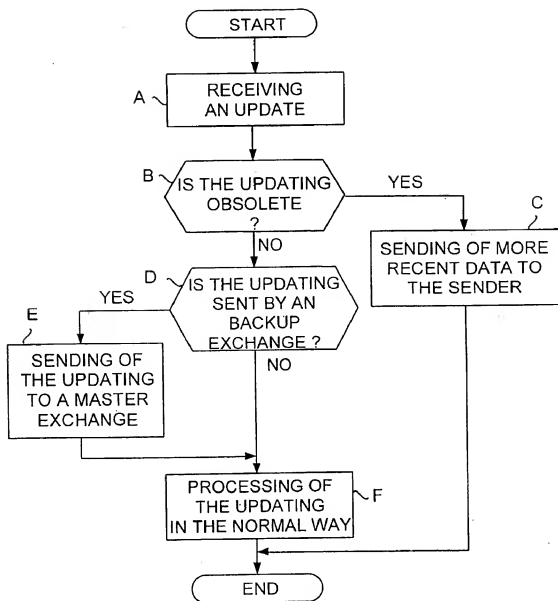 START
A
RECEIVING
AN UPDATE
B
IS THE UPDATING
OBSOLETE
?
YES
NO
C
SENDING OF MORE
RECENT DATA TO
THE SENDER
D
IS THE UPDATING
SENT BY AN
BACKUP
EXCHANGE ?
YES
NO
E
SENDING OF
THE UPDATING
TO A MASTER
EXCHANGE
PROCESSING OF
THE UPDATING
IN THE NORMAL WAY
F
END